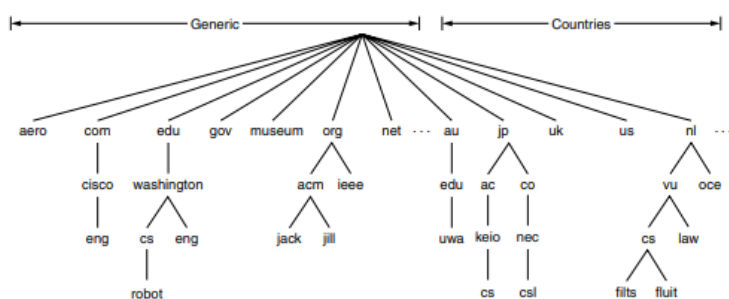 Generic Countries
aero com edu gov museum org net ... au jp uk us nl ...
cisco washington acm ieee edu ac co vu oce
eng cs eng jack jill uwa keio nec cs law
robot cs csl filts fluit